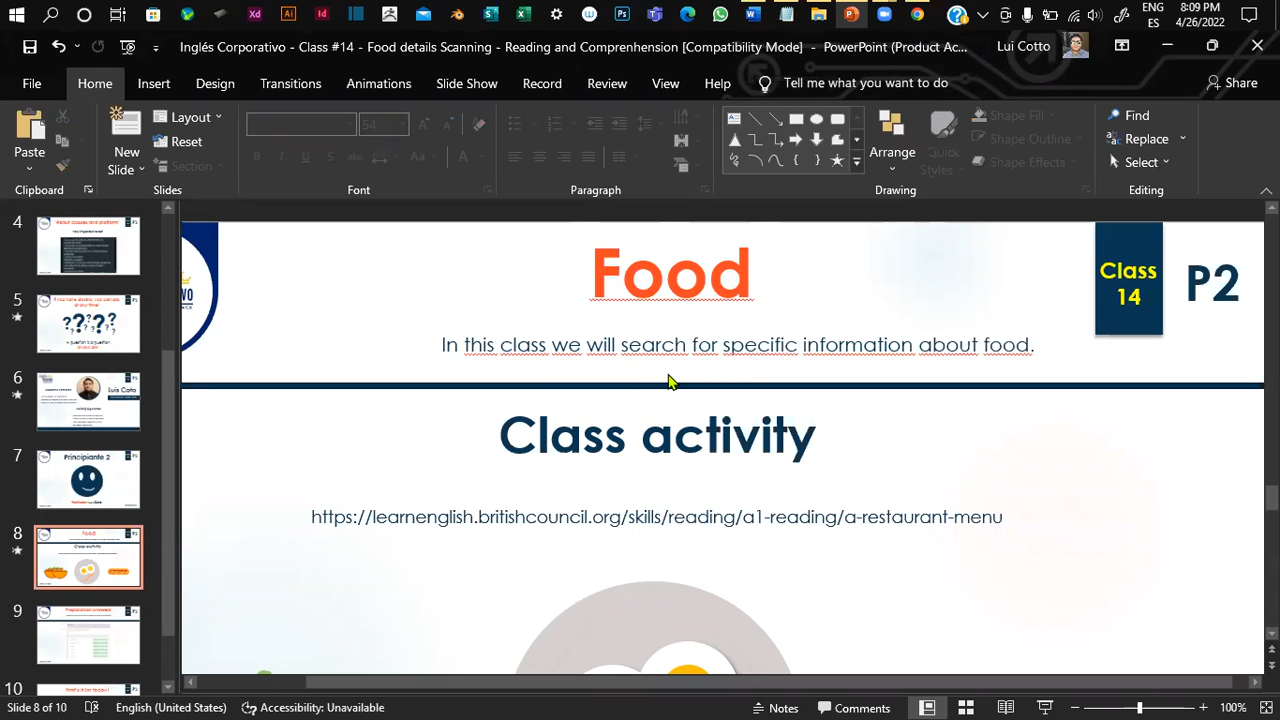 ENG
ES
8:09 PM
4/26/2022
Inglés Corporativo - Class #14 - Food details Scanning - Reading and Comprenhension [Compatibility Mode] - PowerPoint (Product Ac...
Lui Cotto
File Home Insert Design Transitions Animations Slide Show Record Review View Help Tell me what you want to do Share
Paste
New Slide
Layout
Reset
Section
54
Arrange
Quick Styles
Shape Fill
Shape Outline
Shape Effects
Find
Replace
Select
Clipboard Slides Font Paragraph Drawing Editing
4
5
6
7
Principiante 2
8
Food
Class activity
9
10
Food
Class
14
P2
In this class we will search for specific information about food.
Class activity
https://learnenglish.britishcouncil.org/skills/reading/a1-reading/a-restaurant-menu
Slide 8 of 10 English (United States) Accessibility: Unavailable Notes Comments 100%